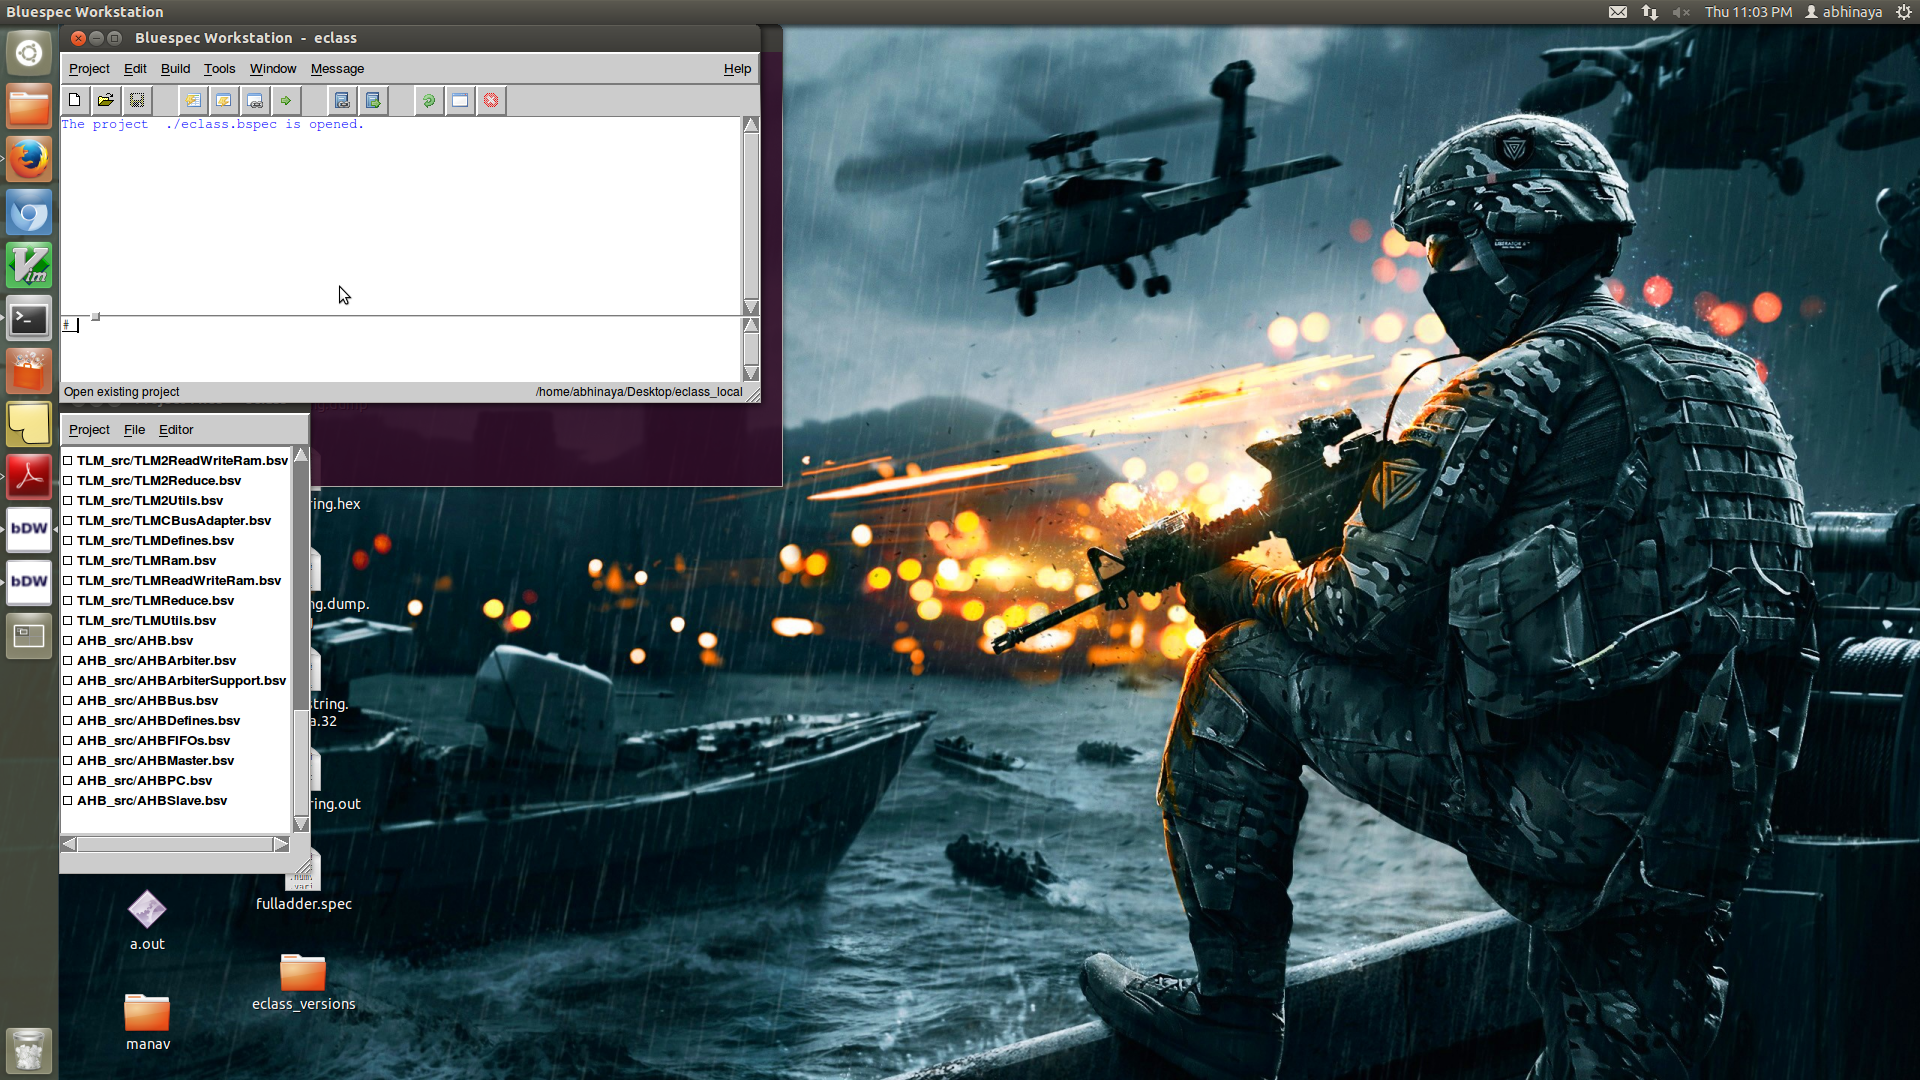 Bluespec Workstation
Thu 11:03 PM
abhinaya
Bluespec Workstation - eclass
Project Edit Build Tools Window Message Help
The project ./eclass.bspec is opened.
#
Open existing project
/home/abhinaya/Desktop/eclass_local
Project File Editor
TLM_src/TLM2ReadWriteRam.bsv
TLM_src/TLM2Reduce.bsv
TLM_src/TLM2Utils.bsv
TLM_src/TLMCBusAdapter.bsv
TLM_src/TLMDefines.bsv
TLM_src/TLMRam.bsv
TLM_src/TLMReadWriteRam.bsv
TLM_src/TLMReduce.bsv
TLM_src/TLMUtils.bsv
AHB_src/AHB.bsv
AHB_src/AHBArbiter.bsv
AHB_src/AHBArbiterSupport.bsv
AHB_src/AHBBus.bsv
AHB_src/AHBDefines.bsv
AHB_src/AHBFIFOs.bsv
AHB_src/AHBMaster.bsv
AHB_src/AHBPC.bsv
AHB_src/AHBSlave.bsv
ring.hex
ng.dump.
string.
a.32
ring.out
fulladder.spec
a.out
eclass_versions
manav
Vim
bDW
bDW
LIBERATOR